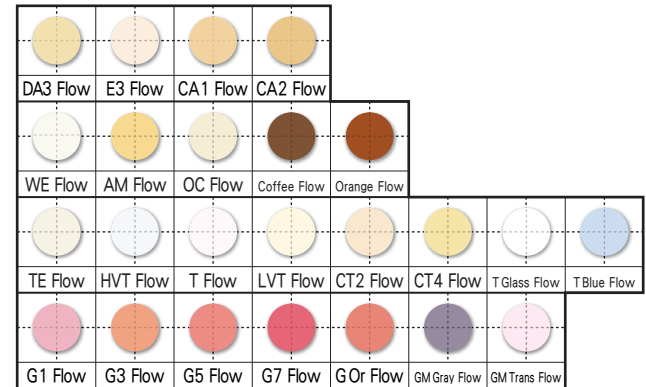 DA3 Flow E3 Flow CA1 Flow CA2 Flow
WE Flow AM Flow OC Flow Coffee Flow Orange Flow
TE Flow HVT Flow T Flow LVT Flow CT2 Flow CT4 Flow T Glass Flow T Blue Flow
G1 Flow G3 Flow G5 Flow G7 Flow G Or Flow GM Gray Flow GM Trans Flow